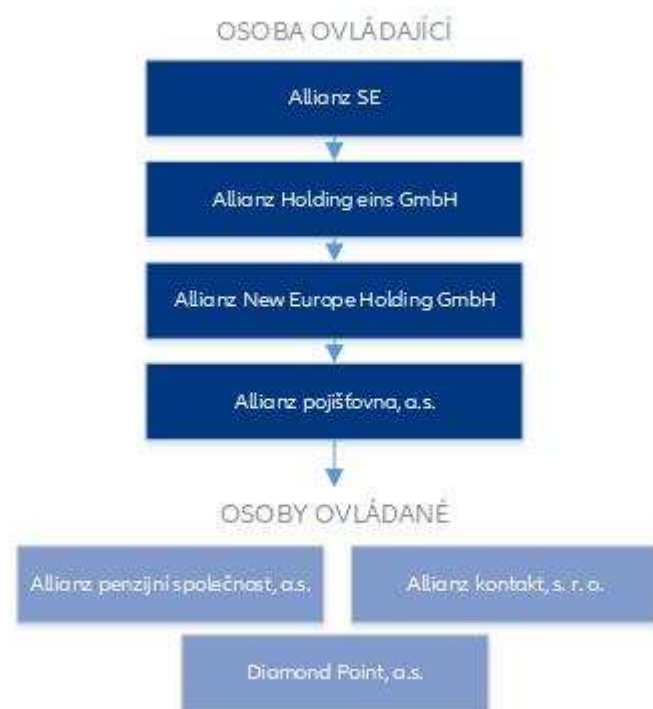 OSOBA OVLÁDAJÍCÍ
Allianz SE
Allianz Holding eins GmbH
Allianz New Europe Holding GmbH
Allianz pojišťovna, a.s.
OSOBY OVLÁDANÉ
Allianz penzijní společnost, a.s.
Allianz kontakt, s. r. o.
Diamond Point, a.s.